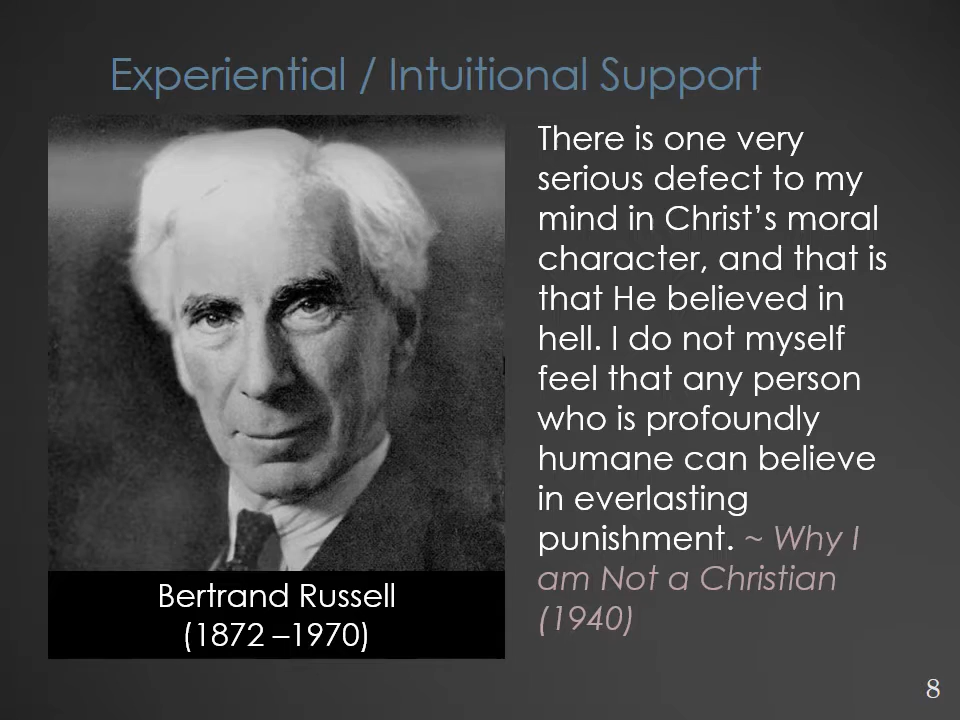 Experiential / Intuitional Support
There is one very
serious defect to my
mind in Christ’s moral
character, and that is
that He believed in
hell. I do not myself
feel that any person
who is profoundly
humane can believe
in everlasting
punishment. ~ Why I
am Not a Christian
(1940)
Bertrand Russell
(1872 –1970)
8